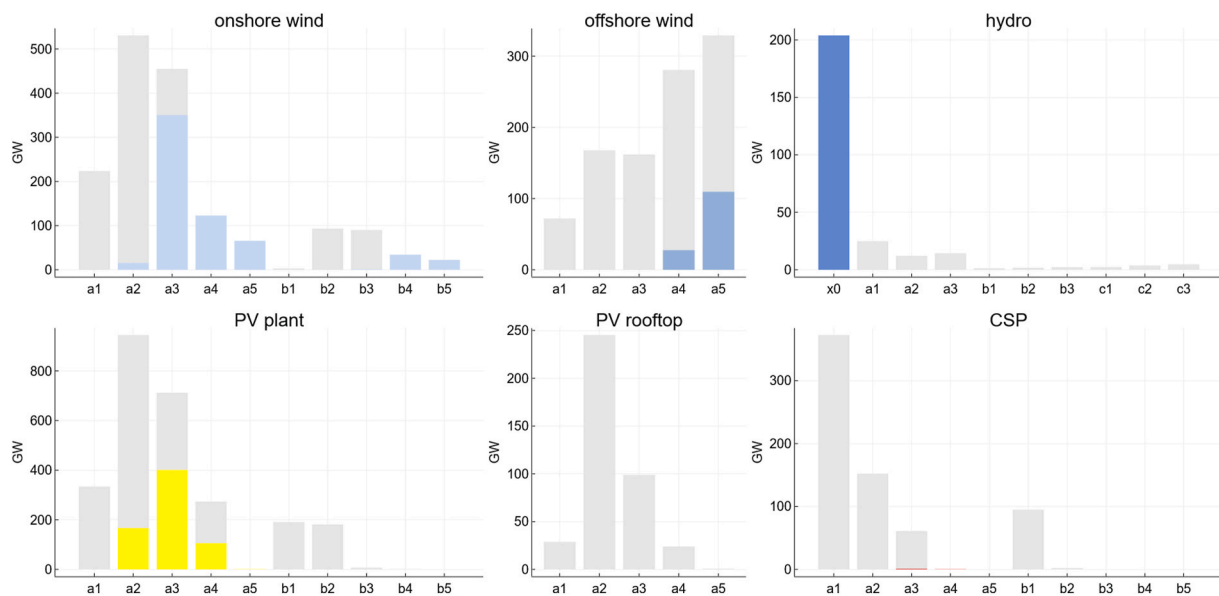 onshore wind
offshore wind
hydro
500
400
300
200
100
0
GW
a1 a2 a3 a4 a5 b1 b2 b3 b4 b5
300
200
100
0
GW
a1 a2 a3 a4 a5
200
150
100
50
0
GW
x0 a1 a2 a3 b1 b2 b3 c1 c2 c3
PV plant
PV rooftop
CSP
800
600
400
200
0
GW
a1 a2 a3 a4 a5 b1 b2 b3 b4 b5
250
200
150
100
50
0
GW
a1 a2 a3 a4 a5
300
200
100
0
GW
a1 a2 a3 a4 a5 b1 b2 b3 b4 b5